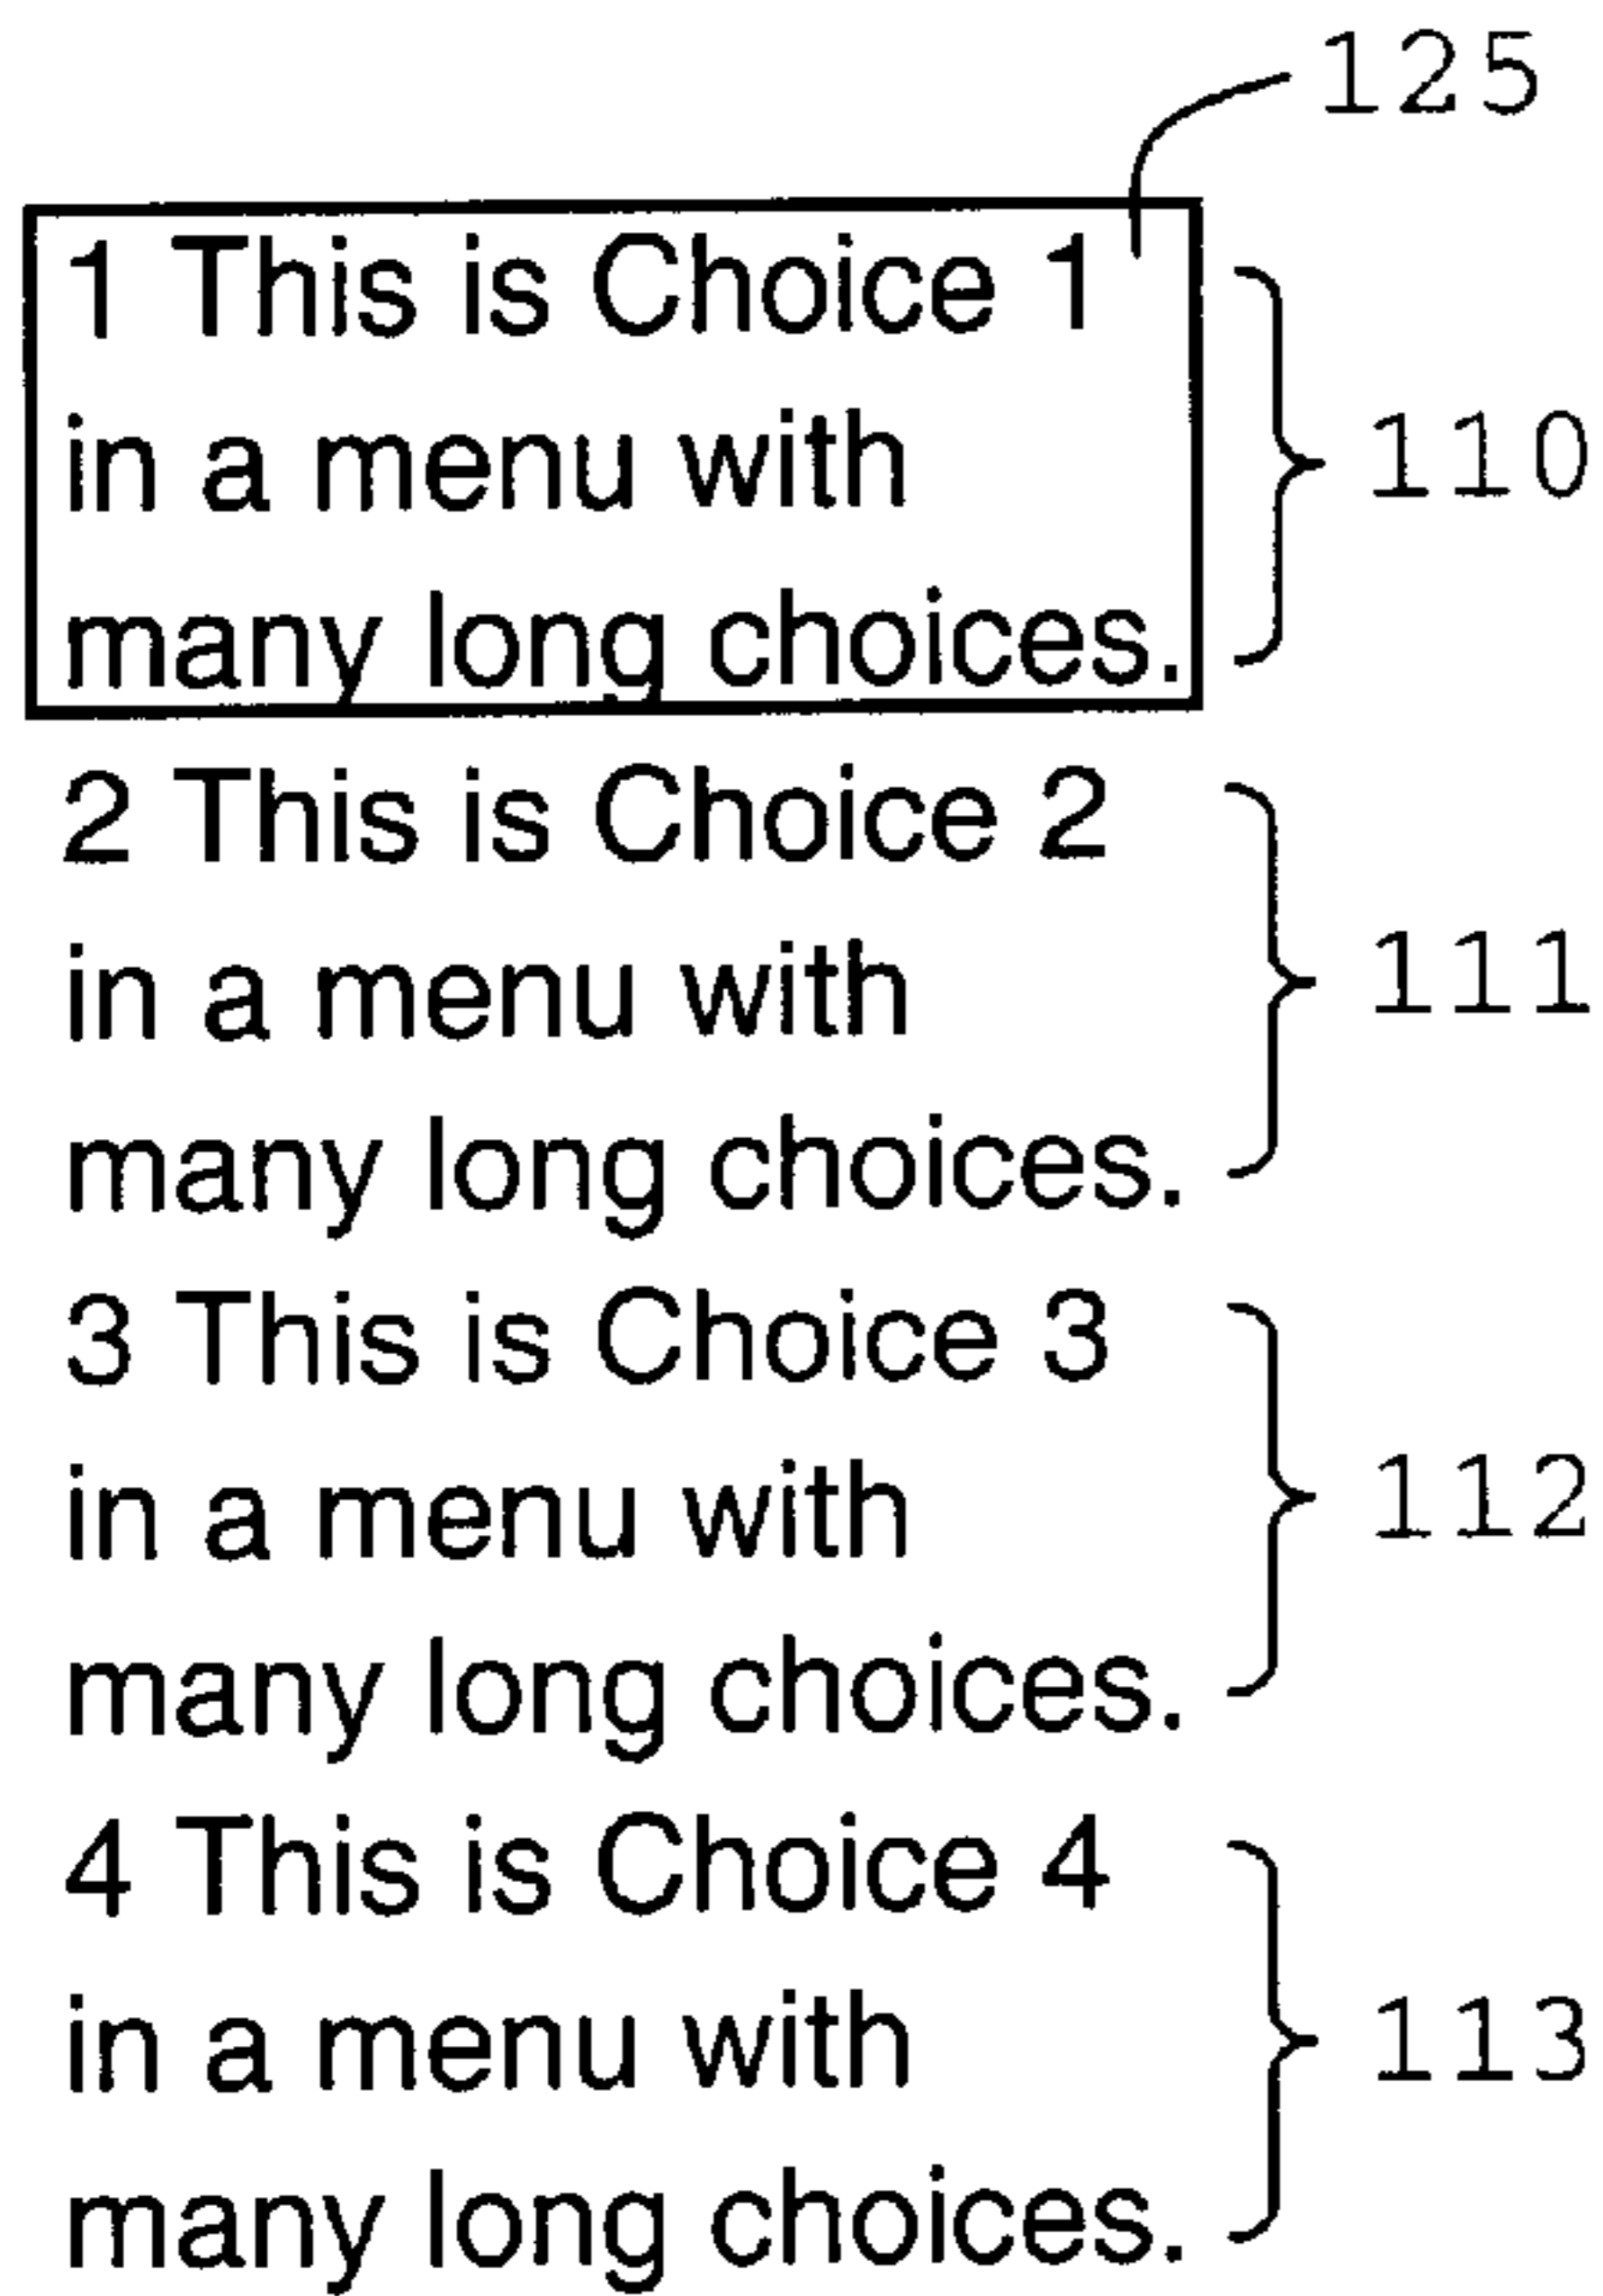 125
1 This is Choice 1
in a menu with
many long choices.
110
2 This is Choice 2
in a menu with
many long choices.
111
3 This is Choice 3
in a menu with
many long choices.
112
4 This is Choice 4
in a menu with
many long choices.
113